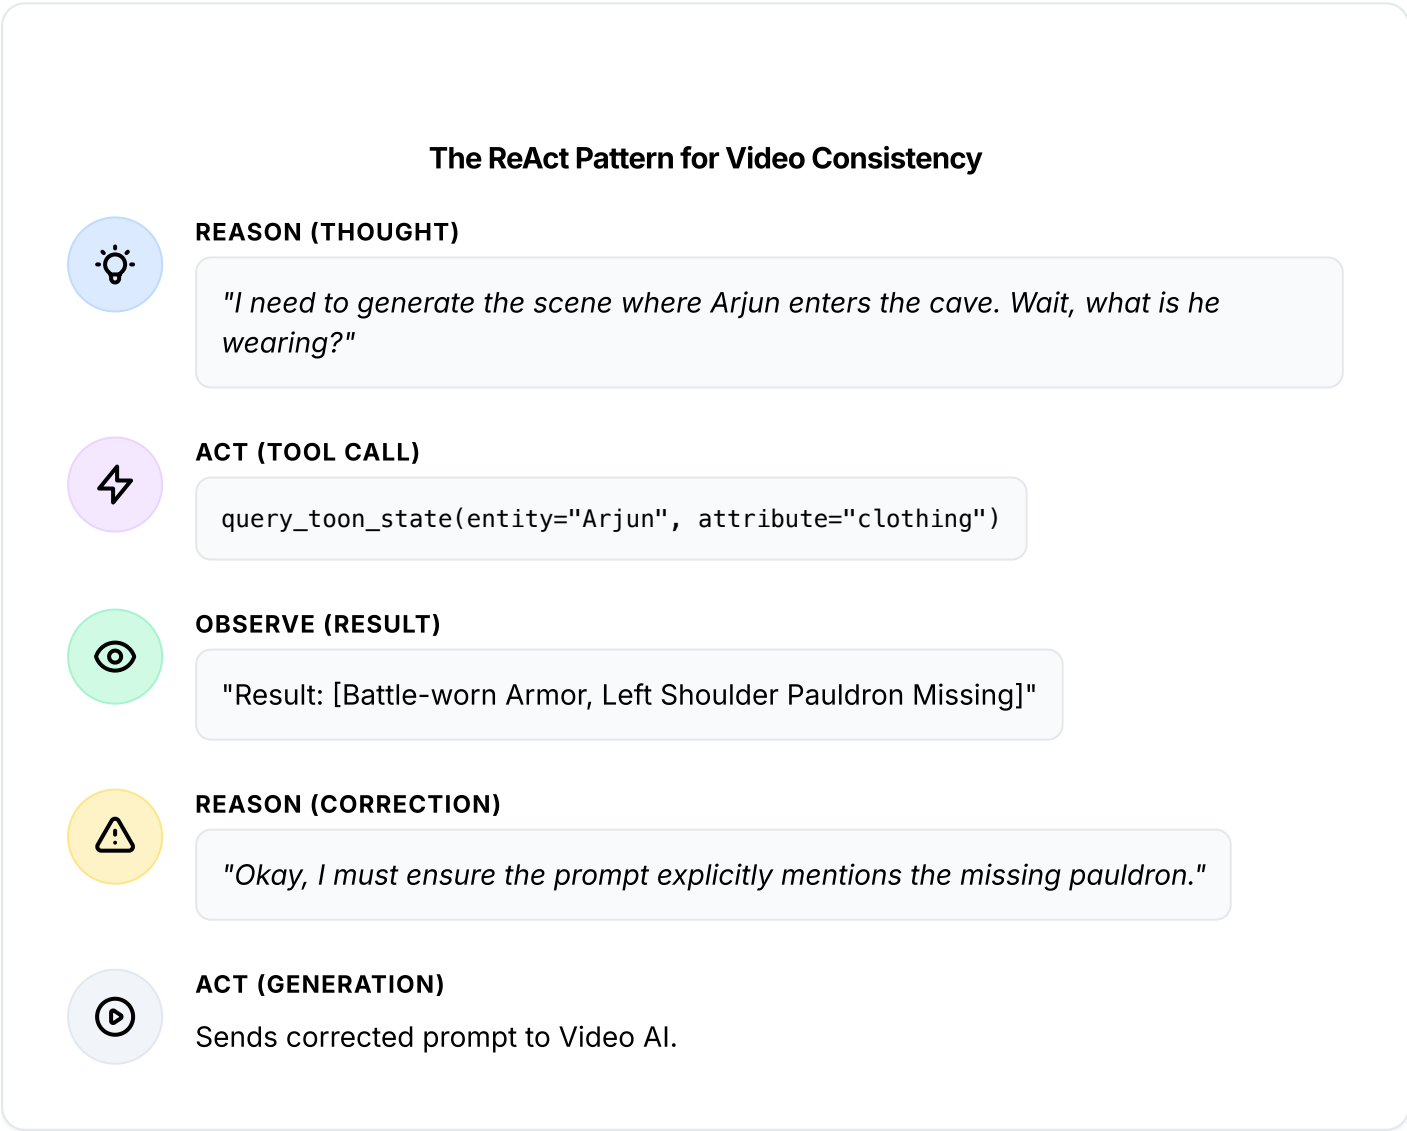 The ReAct Pattern for Video Consistency
REASON (THOUGHT)
"I need to generate the scene where Arjun enters the cave. Wait, what is he
wearing?"
ACT (TOOL CALL)
query_toon_state(entity="Arjun", attribute="clothing")
OBSERVE (RESULT)
"Result: [Battle-worn Armor, Left Shoulder Pauldron Missing]"
REASON (CORRECTION)
"Okay, I must ensure the prompt explicitly mentions the missing pauldron."
ACT (GENERATION)
Sends corrected prompt to Video AI.